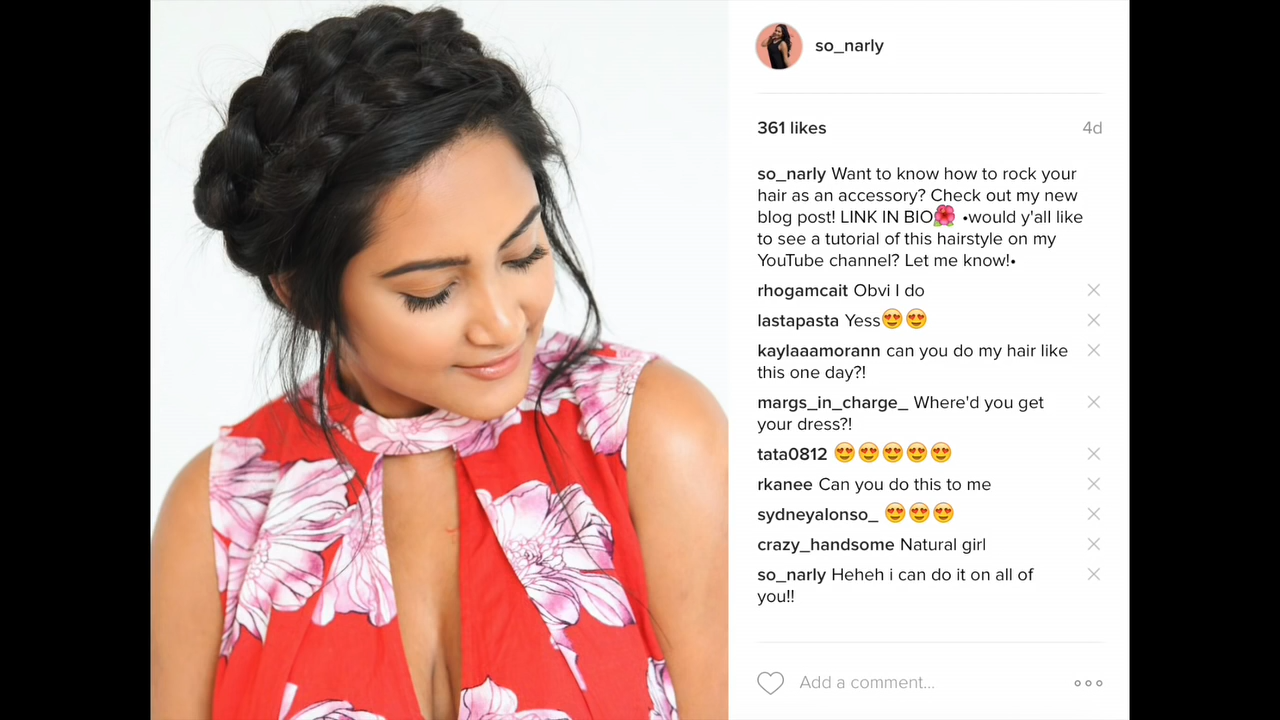 so_narly
361 likes 4d
so_narly Want to know how to rock your
hair as an accessory? Check out my new
blog post! LINK IN BIO🌺 •would y'all like
to see a tutorial of this hairstyle on my
YouTube channel? Let me know!•
rhogamcait Obvi I do
lastapasta Yess😍😍
kaylaaamorann can you do my hair like
this one day?!
margs_in_charge_ Where'd you get
your dress?!
tata0812 😍😍😍😍😍
rkanee Can you do this to me
sydneyalonso_ 😍😍😍
crazy_handsome Natural girl
so_narly Heheh i can do it on all of
you!!
Add a comment...